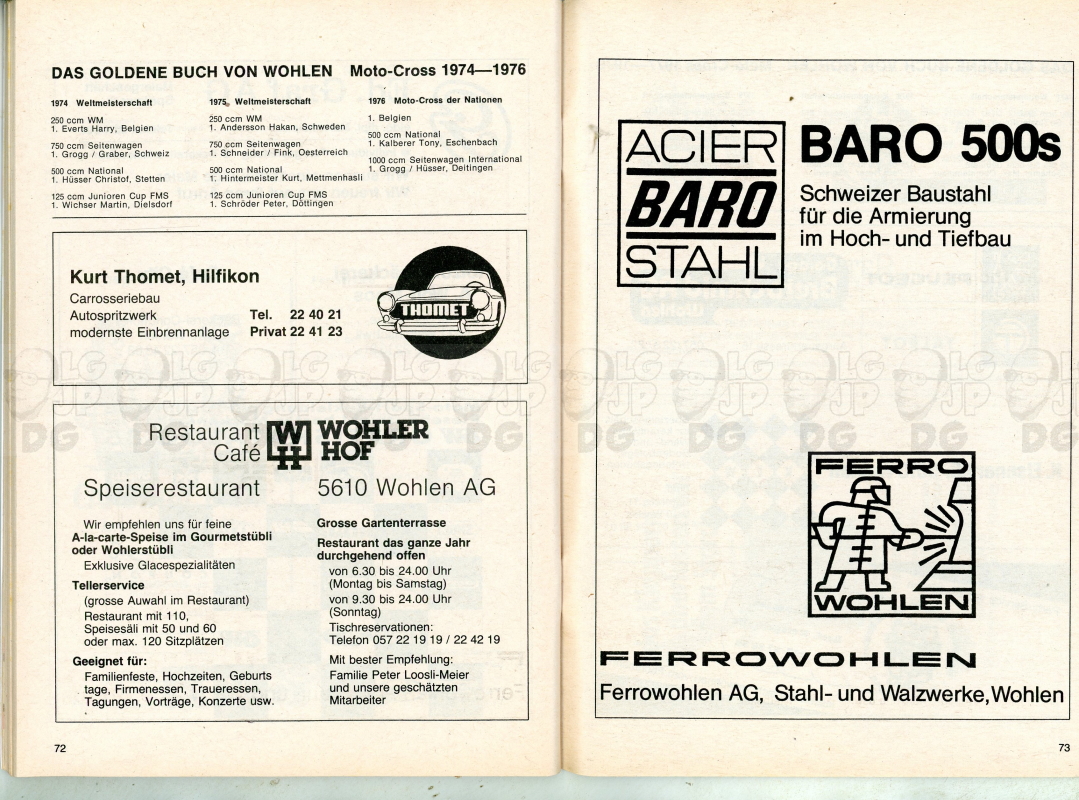 DAS GOLDENE BUCH VON WOHLEN Moto-Cross 1974—1976
1974 Weltmeisterschaft
250 ccm WM
1. Everts Harry, Belgien
750 ccm Seitenwagen
1. Grogg / Graber, Schweiz
500 ccm National
1. Hüsser Christof, Stetten
125 ccm Junioren Cup FMS
1. Wichser Martin, Dielsdorf
1975 Weltmeisterschaft
250 ccm WM
1. Andersson Hakan, Schweden
750 ccm Seitenwagen
1. Schneider / Fink, Oesterreich
500 ccm National
1. Hintermeister Kurt, Mettmenhasli
125 ccm Junioren Cup FMS
1. Schröder Peter, Döttingen
1976 Moto-Cross der Nationen
1. Belgien
500 ccm National
1. Kalberer Tony, Eschenbach
1000 ccm Seitenwagen International
1. Grogg / Hüsser, Deitingen
Kurt Thomet, Hilfikon
Carrosseriebau
Autospritzwerk Tel. 22 40 21
modernste Einbrennanlage Privat 22 41 23
THOMET
Restaurant
Café
WH
WOHLER
HOF
Speiserestaurant 5610 Wohlen AG
Wir empfehlen uns für feine
A-la-carte-Speise im Gourmetstübli
oder Wohlerstübli
Exklusive Glacespezialitäten
Tellerservice
(grosse Auwahl im Restaurant)
Restaurant mit 110,
Speisesäli mit 50 und 60
oder max. 120 Sitzplätzen
Geeignet für:
Familienfeste, Hochzeiten, Geburts
tage, Firmenessen, Traueressen,
Tagungen, Vorträge, Konzerte usw.
Grosse Gartenterrasse
Restaurant das ganze Jahr
durchgehend offen
von 6.30 bis 24.00 Uhr
(Montag bis Samstag)
von 9.30 bis 24.00 Uhr
(Sonntag)
Tischreservationen:
Telefon 057 22 19 19 / 22 42 19
Mit bester Empfehlung:
Familie Peter Loosli-Meier
und unsere geschätzten
Mitarbeiter
72
ACIER
BARO
STAHL
BARO 500s
Schweizer Baustahl
für die Armierung
im Hoch- und Tiefbau
FERRO
WOHLEN
FERROWOHLEN
Ferrowohlen AG, Stahl- und Walzwerke, Wohlen
73
LG JP DG